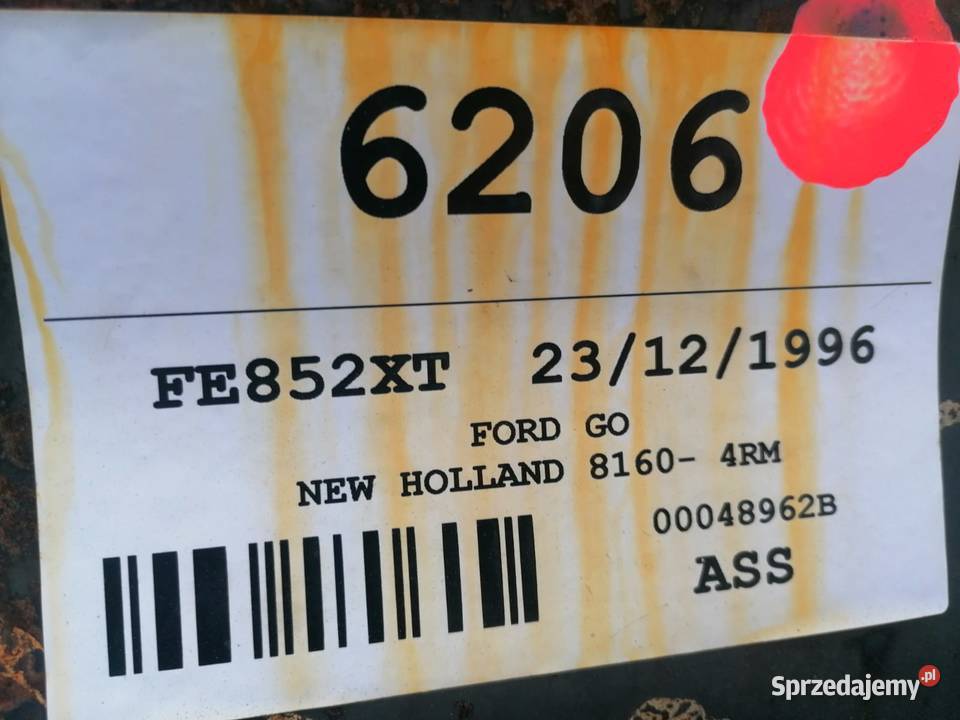 6206
FE852XT 23/12/1996
FORD GO
NEW HOLLAND 8160- 4RM
00048962B
ASS
Sprzedajemy.pl